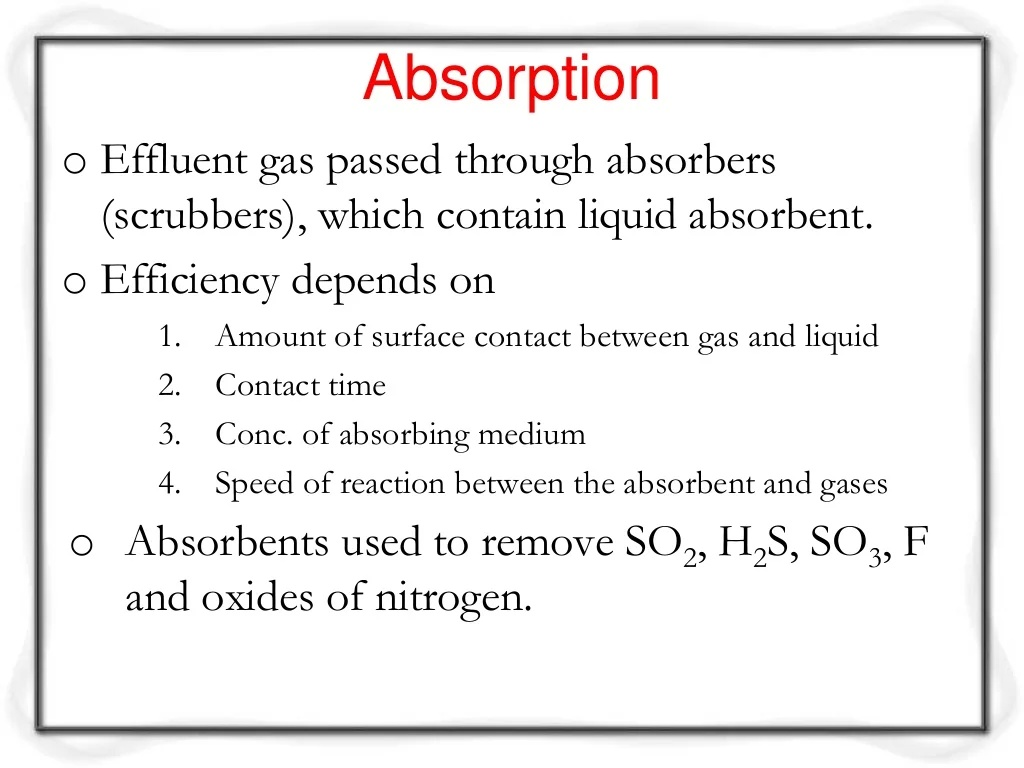 Absorption
o Effluent gas passed through absorbers
(scrubbers), which contain liquid absorbent.
o Efficiency depends on
1. Amount of surface contact between gas and liquid
2. Contact time
3. Conc. of absorbing medium
4. Speed of reaction between the absorbent and gases
o Absorbents used to remove SO₂, H₂S, SO₃, F
and oxides of nitrogen.